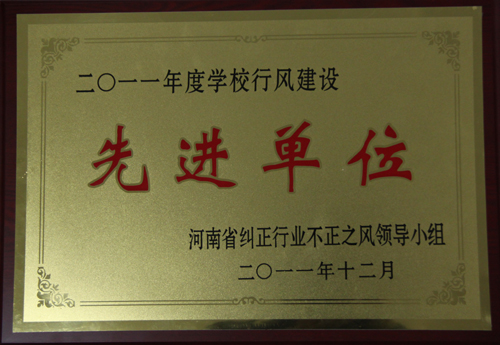 二〇一一年度学校行风建设
先进单位
河南省纠正行业不正之风领导小组
二〇一一年十二月